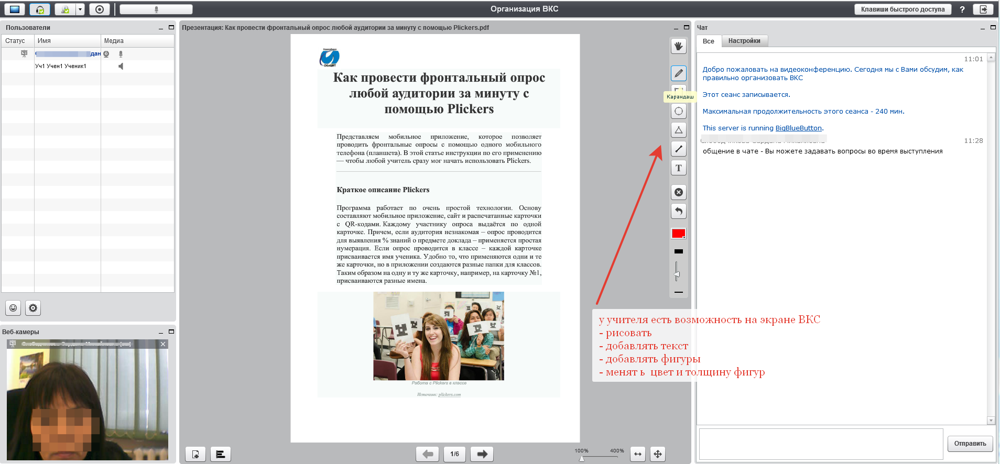 Организация ВКС
Клавиши быстрого доступа
?
Пользователи
Статус Имя Медиа
дан
Уч1 Учен1 Ученик1
Веб-камеры
Презентация: Как провести фронтальный опрос любой аудитории за минуту с помощью Plickers.pdf
Новосибирск
ОблЦИТ
Как провести фронтальный опрос
любой аудитории за минуту с
помощью Plickers
Представляем мобильное приложение, которое позволяет
проводить фронтальные опросы с помощью одного мобильного
телефона (планшета). В этой статье инструкции по его применению
— чтобы любой учитель сразу мог начать использовать Plickers.
Краткое описание Plickers
Программа работает по очень простой технологии. Основу
составляют мобильное приложение, сайт и распечатанные карточки
с QR-кодами. Каждому участнику опроса выдаётся по одной
карточке. Причем, если аудитория незнакомая – опрос проводится
для выявления % знаний о предмете доклада – применяется простая
нумерация. Если опрос проводится в классе – каждой карточке
присваивается имя ученика. Удобно то, что применяются одни и те
же карточки, но в приложении создаются разные папки для классов.
Таким образом на одну и ту же карточку, например, на карточку №1,
присваиваются разные имена.
Работа с Plickers в классе
Источник: plickers.com
Карандаш
T
у учителя есть возможность на экране ВКС
- рисовать
- добавлять текст
- добавлять фигуры
- менят ь цвет и толщину фигур
1/6
100% 400%
Чат
Все Настройки
11:01
Добро пожаловать на видеоконференцию. Сегодня мы с Вами обсудим, как
правильно организовать ВКС
Этот сеанс записывается.
Максимальная продолжительность этого сеанса - 240 мин.
This server is running BigBlueButton.
11:28
общение в чате - Вы можете задавать вопросы во время выступления
Отправить